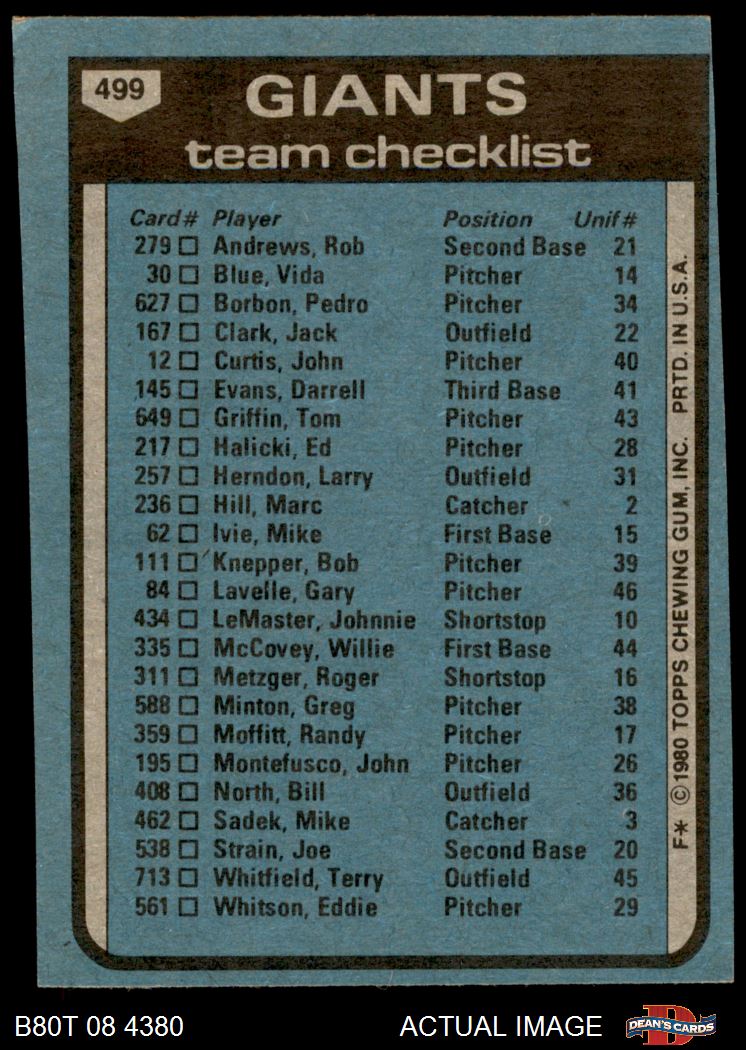 499
GIANTS
team checklist
Card# Player Position Unif#
279 □ Andrews, Rob Second Base 21
30 □ Blue, Vida Pitcher 14
627 □ Borbon, Pedro Pitcher 34
167 □ Clark, Jack Outfield 22
12 □ Curtis, John Pitcher 40
145 □ Evans, Darrell Third Base 41
649 □ Griffin, Tom Pitcher 43
217 □ Halicki, Ed Pitcher 28
257 □ Herndon, Larry Outfield 31
236 □ Hill, Marc Catcher 2
62 □ Ivie, Mike First Base 15
111 □ Knepper, Bob Pitcher 39
84 □ Lavelle, Gary Pitcher 46
434 □ LeMaster, Johnnie Shortstop 10
335 □ McCovey, Willie First Base 44
311 □ Metzger, Roger Shortstop 16
588 □ Minton, Greg Pitcher 38
359 □ Moffitt, Randy Pitcher 17
195 □ Montefusco, John Pitcher 26
408 □ North, Bill Outfield 36
462 □ Sadek, Mike Catcher 3
538 □ Strain, Joe Second Base 20
713 □ Whitfield, Terry Outfield 45
561 □ Whitson, Eddie Pitcher 29
F* ©1980 TOPPS CHEWING GUM, INC. PRTD. IN U.S.A.
B80T 08 4380 ACTUAL IMAGE
D
DEAN'S CARDS